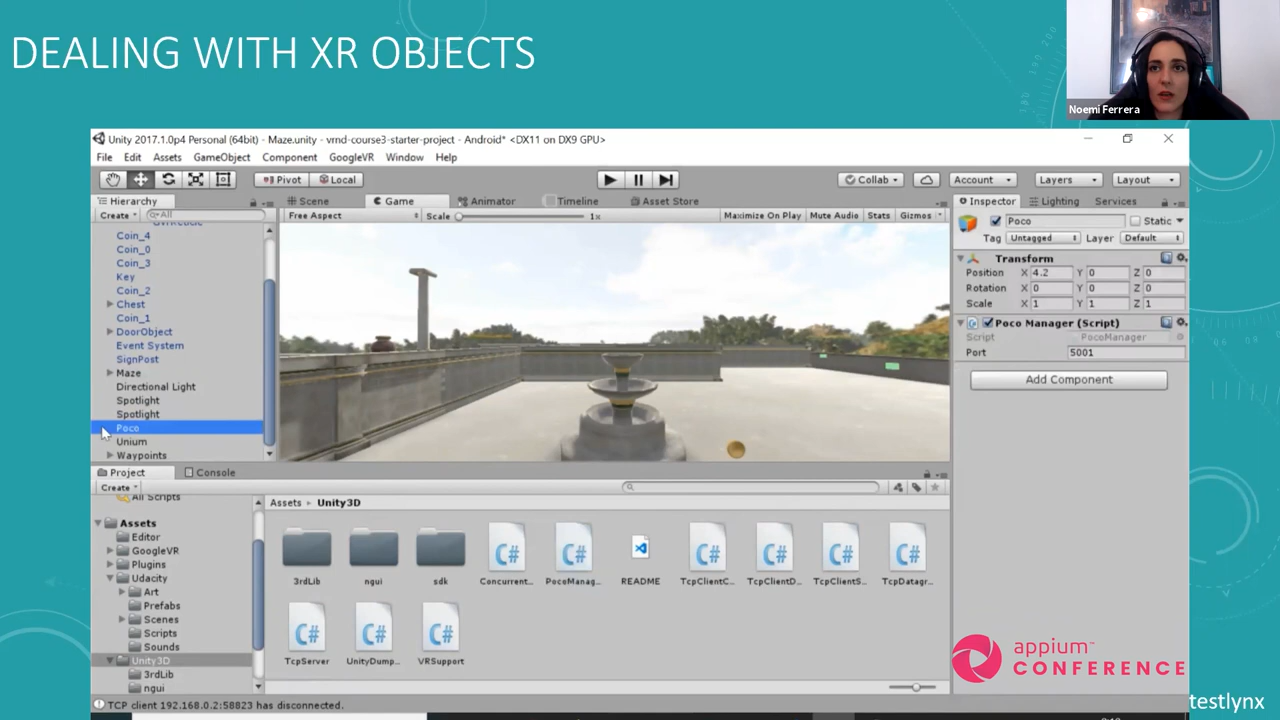 DEALING WITH XR OBJECTS
Noemi Ferrera
Unity 2017.1.0p4 Personal (64bit) - Maze.unity - vrnd-course3-starter-project - Android* <DX11 on DX9 GPU>
File Edit Assets GameObject Component GoogleVR Window Help
Pivot Local Collab Account Layers Layout
Hierarchy Scene Game Animator Timeline Asset Store Inspector Lighting Services
Create All Free Aspect Scale 1x Maximize On Play Mute Audio Stats Gizmos
Poco Static
Tag Untagged Layer Default
Coin_4
Coin_0
Coin_3
Key
Coin_2
Chest
Coin_1
DoorObject
Event System
SignPost
Maze
Directional Light
Spotlight
Spotlight
Poco
Unium
Waypoints
Transform
Position X 4.2 Y 0 Z 0
Rotation X 0 Y 0 Z 0
Scale X 1 Y 1 Z 1
Poco Manager (Script)
Script PocoManager
Port 5001
Add Component
Project Console
Create
All Scripts
Assets
Editor
GoogleVR
Plugins
Udacity
Art
Prefabs
Scenes
Scripts
Sounds
Unity3D
3rdLib
ngui
Assets Unity3D
3rdLib ngui sdk Concurrent... PocoManag... README TcpClientC... TcpClientD... TcpClientS... TcpDatagr...
TcpServer UnityDump... VRSupport
appium™
CONFERENCE
TCP client 192.168.0.2:58823 has disconnected.
testlynx